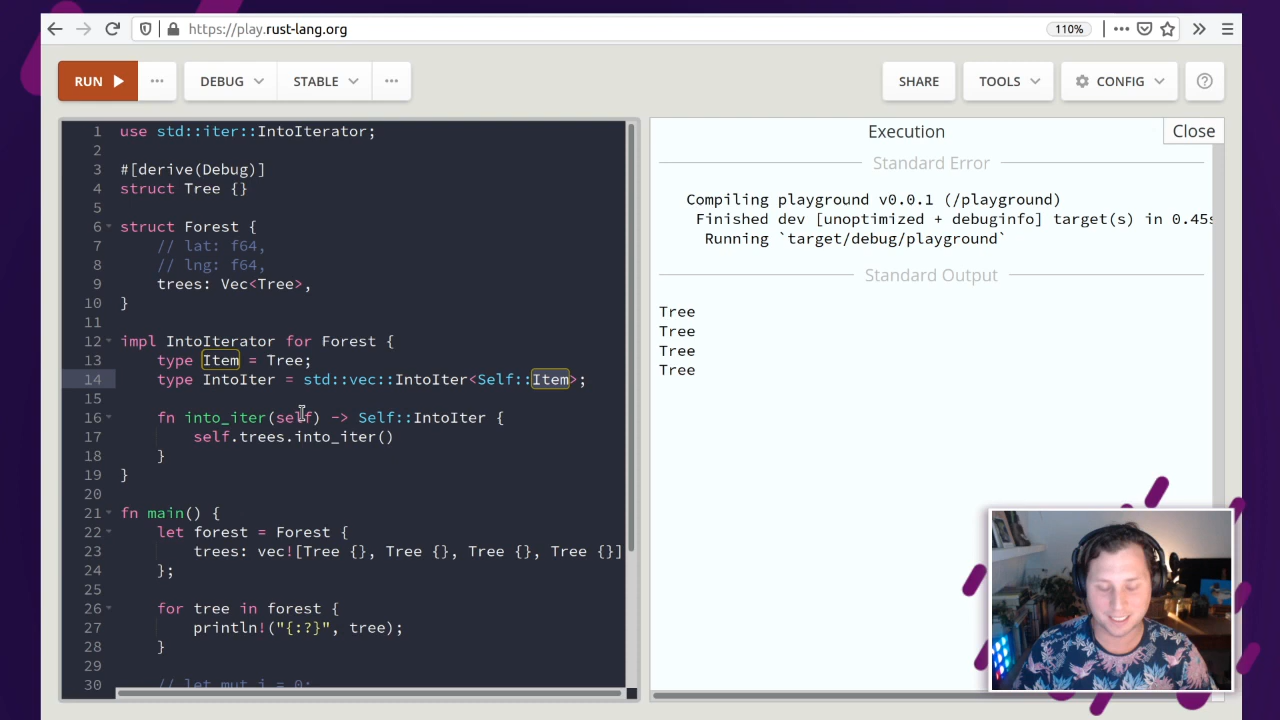 https://play.rust-lang.org
110%
RUN
DEBUG
STABLE
SHARE
TOOLS
CONFIG
1 use std::iter::IntoIterator;
2
3 #[derive(Debug)]
4 struct Tree {}
5
6 struct Forest {
7 // lat: f64,
8 // lng: f64,
9 trees: Vec<Tree>,
10 }
11
12 impl IntoIterator for Forest {
13 type Item = Tree;
14 type IntoIter = std::vec::IntoIter<Self::Item>;
15
16 fn into_iter(self) -> Self::IntoIter {
17 self.trees.into_iter()
18 }
19 }
20
21 fn main() {
22 let forest = Forest {
23 trees: vec![Tree {}, Tree {}, Tree {}, Tree {}]
24 };
25
26 for tree in forest {
27 println!("{:?}", tree);
28 }
29
30 // let mut i = 0;
Execution
Close
Standard Error
Compiling playground v0.0.1 (/playground)
Finished dev [unoptimized + debuginfo] target(s) in 0.45s
Running `target/debug/playground`
Standard Output
Tree
Tree
Tree
Tree